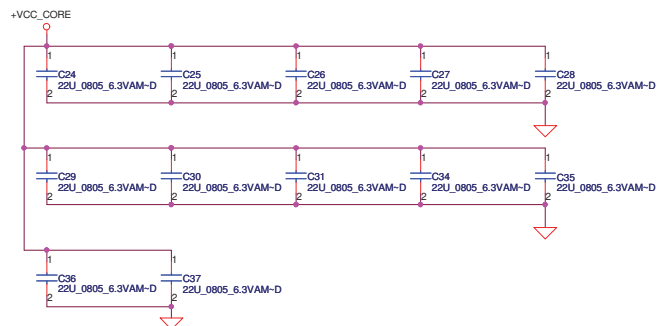 +VCC_CORE
1 1 1 1 1
C24 C25 C26 C27 C28
22U_0805_6.3VAM~D 22U_0805_6.3VAM~D 22U_0805_6.3VAM~D 22U_0805_6.3VAM~D 22U_0805_6.3VAM~D
2 2 2 2 2
1 1 1 1 1
C29 C30 C31 C34 C35
22U_0805_6.3VAM~D 22U_0805_6.3VAM~D 22U_0805_6.3VAM~D 22U_0805_6.3VAM~D 22U_0805_6.3VAM~D
2 2 2 2 2
1 1
C36 C37
22U_0805_6.3VAM~D 22U_0805_6.3VAM~D
2 2